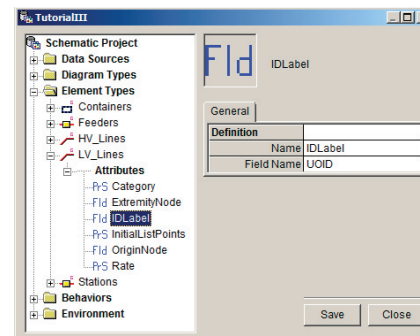 TutorialIII
Schematic Project
Data Sources
Diagram Types
Element Types
Containers
Feeders
HV_Lines
LV_Lines
Attributes
PrS Category
Fld ExtremityNode
Fld IDLabel
PrS InitialListPoints
Fld OriginNode
PrS Rate
Stations
Behaviors
Environment
Fld IDLabel
General
Definition
Name IDLabel
Field Name UOID
Save Close